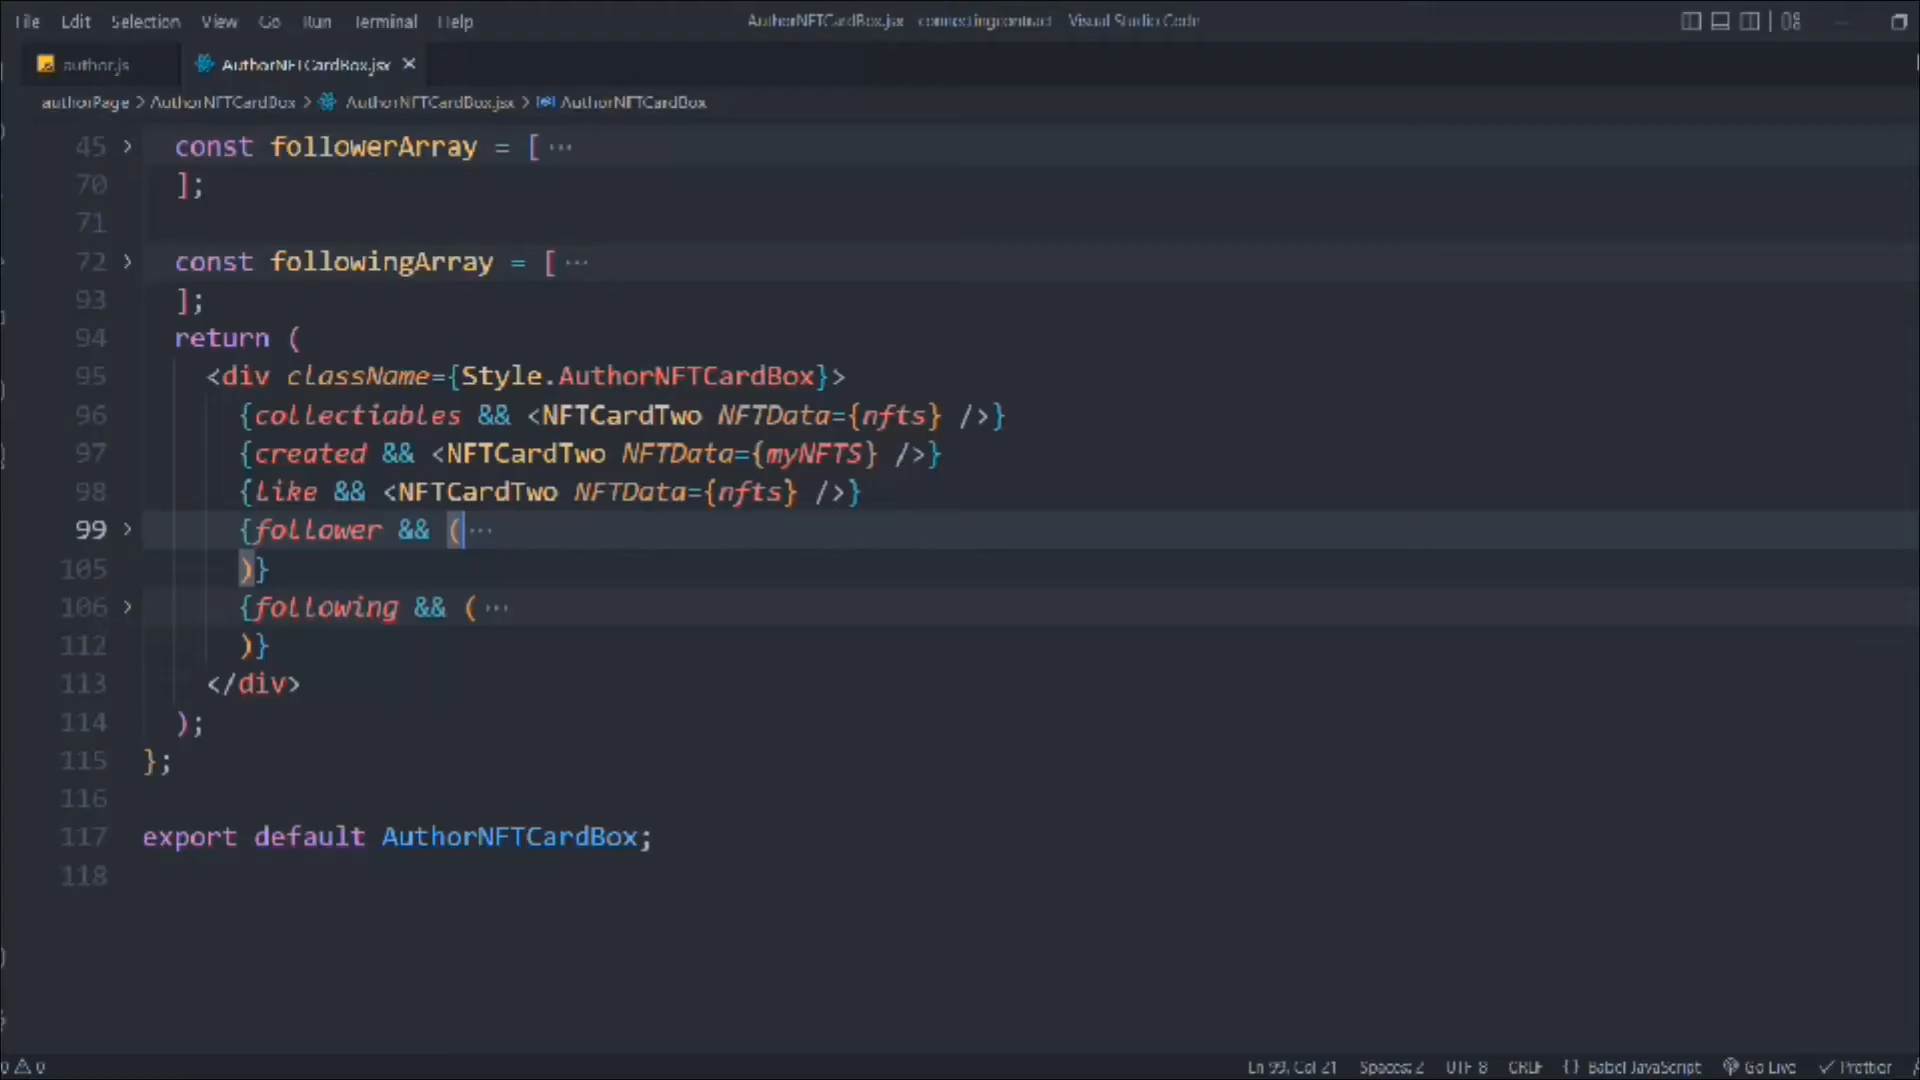 File Edit Selection View Go Run Terminal Help AuthorNFTCardBox.jsx connectingcontract Visual Studio Code
author.js AuthorNFTCardBox.jsx
authorPage > AuthorNFTCardBox > AuthorNFTCardBox.jsx > AuthorNFTCardBox
45 const followerArray = [ ···
70 ];
71
72 const followingArray = [ ···
93 ];
94 return (
95 <div className={Style.AuthorNFTCardBox}>
96 {collectiables && <NFTCardTwo NFTData={nfts} />}
97 {created && <NFTCardTwo NFTData={myNFTS} />}
98 {like && <NFTCardTwo NFTData={nfts} />}
99 {follower && ( ···
105 )}
106 {following && ( ···
112 )}
113 </div>
114 );
115 };
116
117 export default AuthorNFTCardBox;
118
0 Ln 99, Col 21 Spaces: 2 UTF 8 CRLF {} Babel JavaScript Go Live Prettier